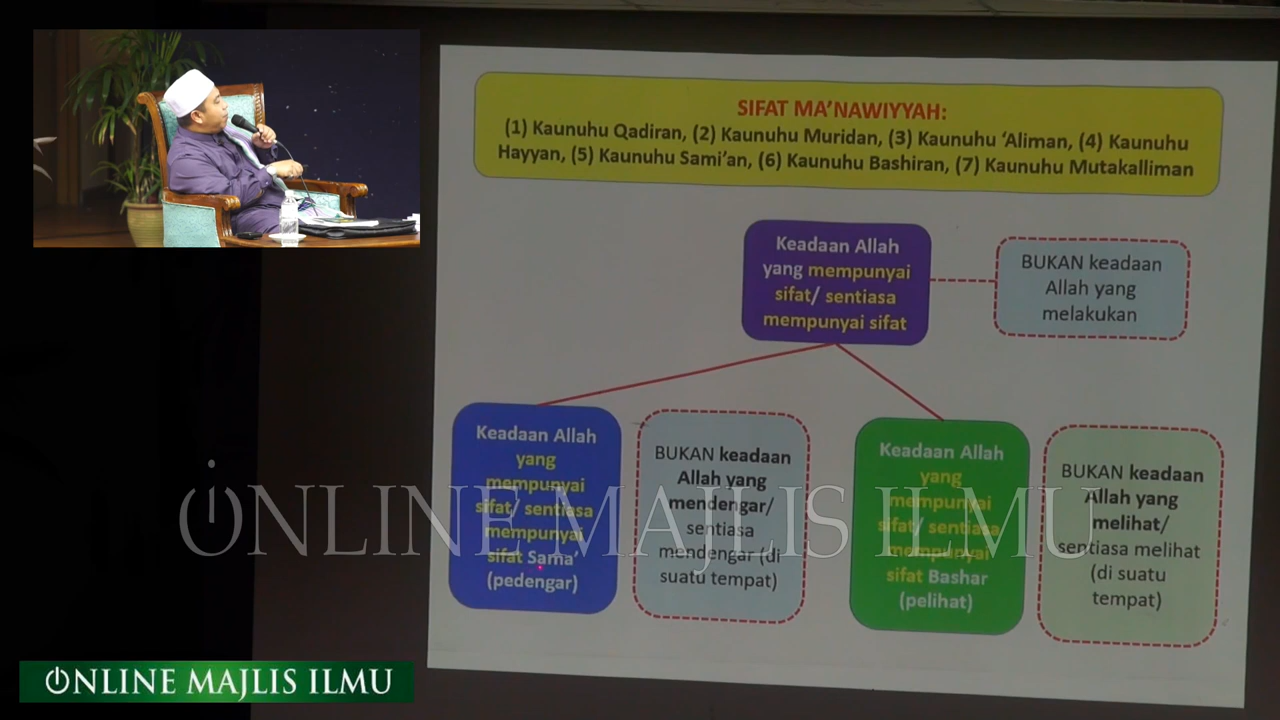 SIFAT MA'NAWIYYAH:
(1) Kaunuhu Qadiran, (2) Kaunuhu Muridan, (3) Kaunuhu 'Aliman, (4) Kaunuhu
Hayyan, (5) Kaunuhu Sami'an, (6) Kaunuhu Bashiran, (7) Kaunuhu Mutakalliman
Keadaan Allah
yang mempunyai
sifat/ sentiasa
mempunyai sifat
BUKAN keadaan
Allah yang
melakukan
Keadaan Allah
yang
mempunyai
sifat/ sentiasa
mempunyai
sifat Sama'
(pedengar)
BUKAN keadaan
Allah yang
mendengar/
sentiasa
mendengar (di
suatu tempat)
Keadaan Allah
yang
mempunyai
sifat/ sentiasa
mempunyai
sifat Bashar
(pelihat)
BUKAN keadaan
Allah yang
melihat/
sentiasa melihat
(di suatu
tempat)
ONLINE MAJLIS ILMU
ONLINE MAJLIS ILMU